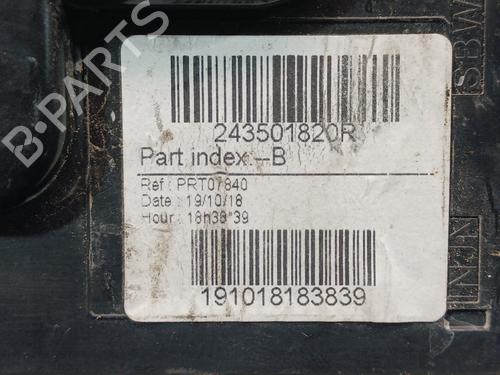 243501820R
Part index :--B
Ref : PRT07840
Date : 19/10/18
Hour : 18h38'39
191018183839
B-PARTS